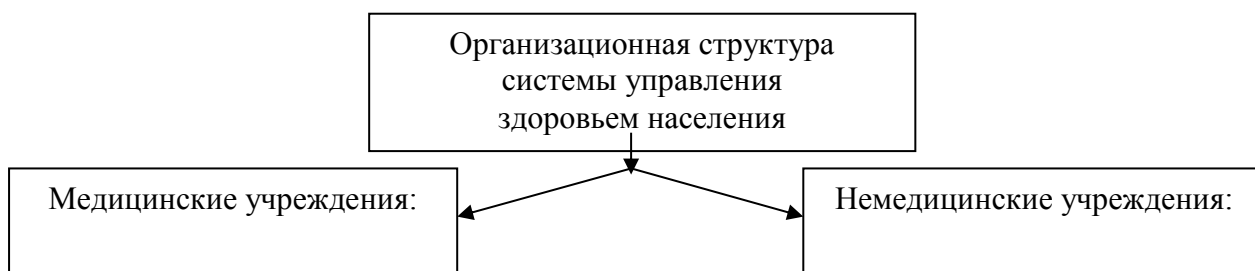 Организационная структура
системы управления
здоровьем населения
Медицинские учреждения:
Немедицинские учреждения: